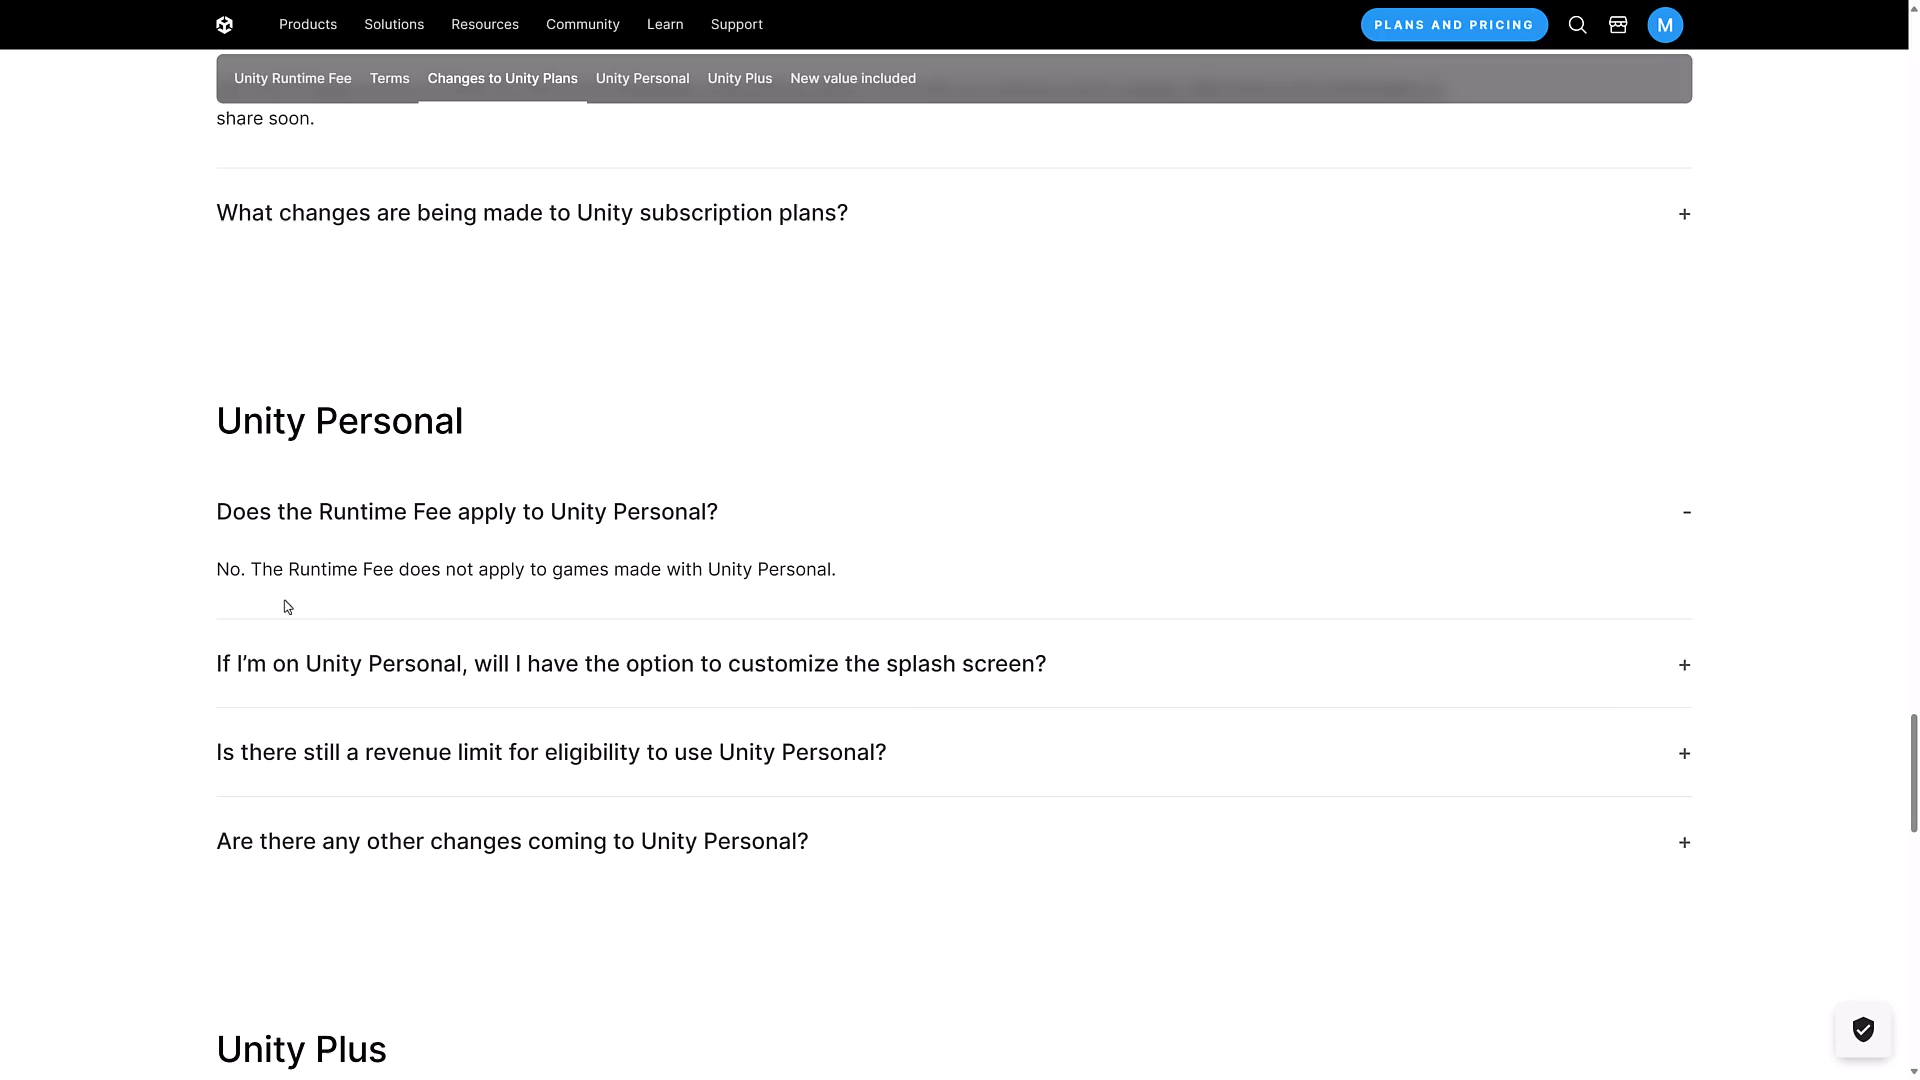 Products Solutions Resources Community Learn Support PLANS AND PRICING M
Unity Runtime Fee Terms Changes to Unity Plans Unity Personal Unity Plus New value included
share soon.
What changes are being made to Unity subscription plans? +
Unity Personal
Does the Runtime Fee apply to Unity Personal? -
No. The Runtime Fee does not apply to games made with Unity Personal.
If I’m on Unity Personal, will I have the option to customize the splash screen? +
Is there still a revenue limit for eligibility to use Unity Personal? +
Are there any other changes coming to Unity Personal? +
Unity Plus